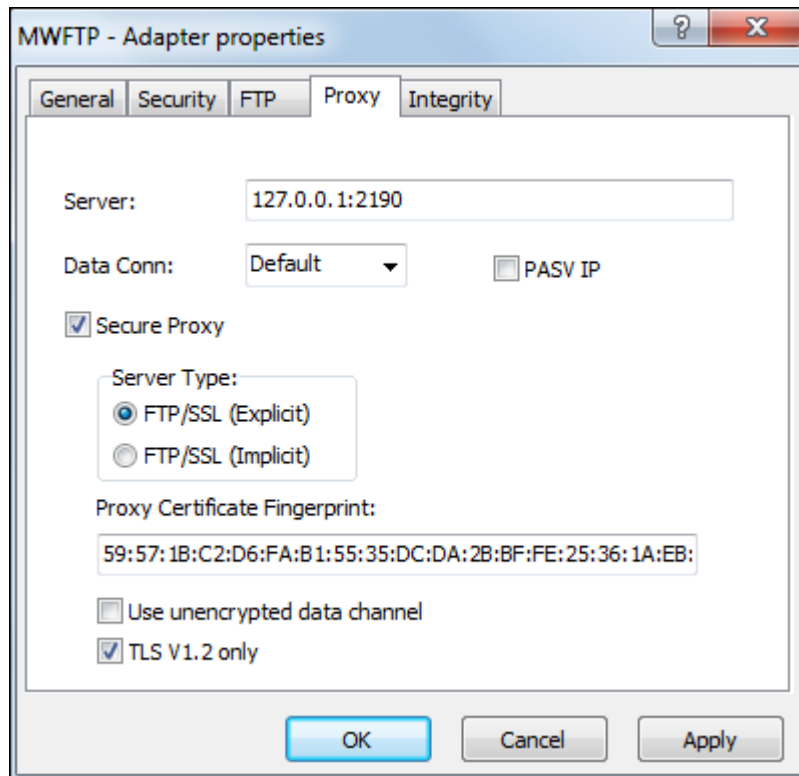 MWFTP - Adapter properties
?
General Security FTP Proxy Integrity
Server: 127.0.0.1:2190
Data Conn: Default PASV IP
Secure Proxy
Server Type:
FTP/SSL (Explicit)
FTP/SSL (Implicit)
Proxy Certificate Fingerprint:
59:57:1B:C2:D6:FA:B1:55:35:DC:DA:2B:BF:FE:25:36:1A:EB:
Use unencrypted data channel
TLS V1.2 only
OK Cancel Apply